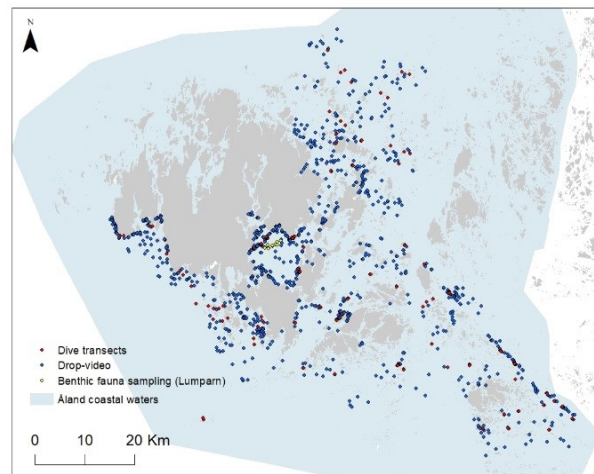 N
Dive transects
Drop-video
Benthic fauna sampling (Lumparn)
Åland coastal waters
0 10 20 Km